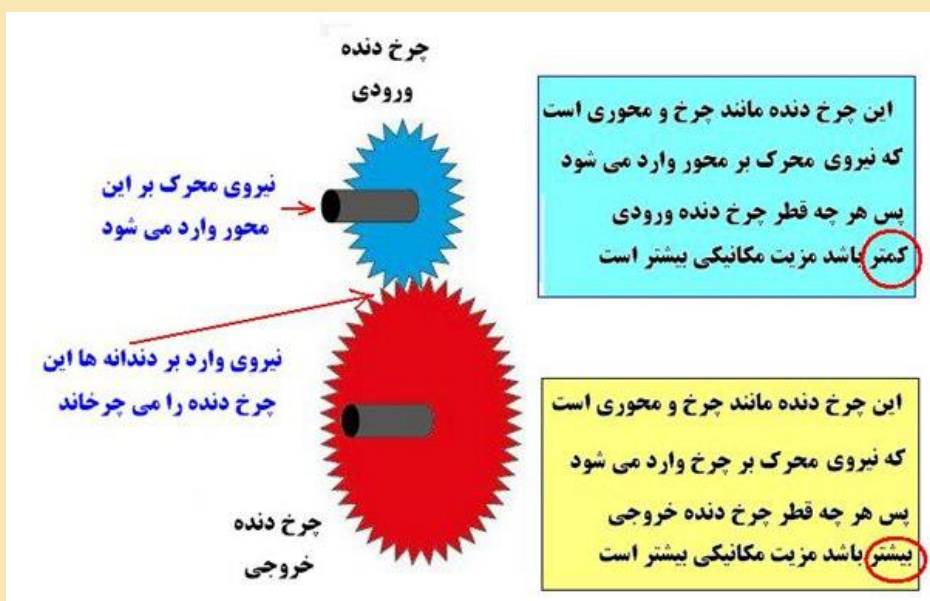 چرخ دنده
ورودی
نیروی محرک بر این
محور وارد می شود
نیروی وارد بر دندانه ها این
چرخ دنده را می چرخاند
چرخ دنده
خروجی
این چرخ دنده مانند چرخ و محوری است
که نیروی محرک بر محور وارد می شود
پس هر چه قطر چرخ دنده ورودی
کمتر باشد مزیت مکانیکی بیشتر است
این چرخ دنده مانند چرخ و محوری است
که نیروی محرک بر چرخ وارد می شود
پس هر چه قطر چرخ دنده خروجی
بیشتر باشد مزیت مکانیکی بیشتر است